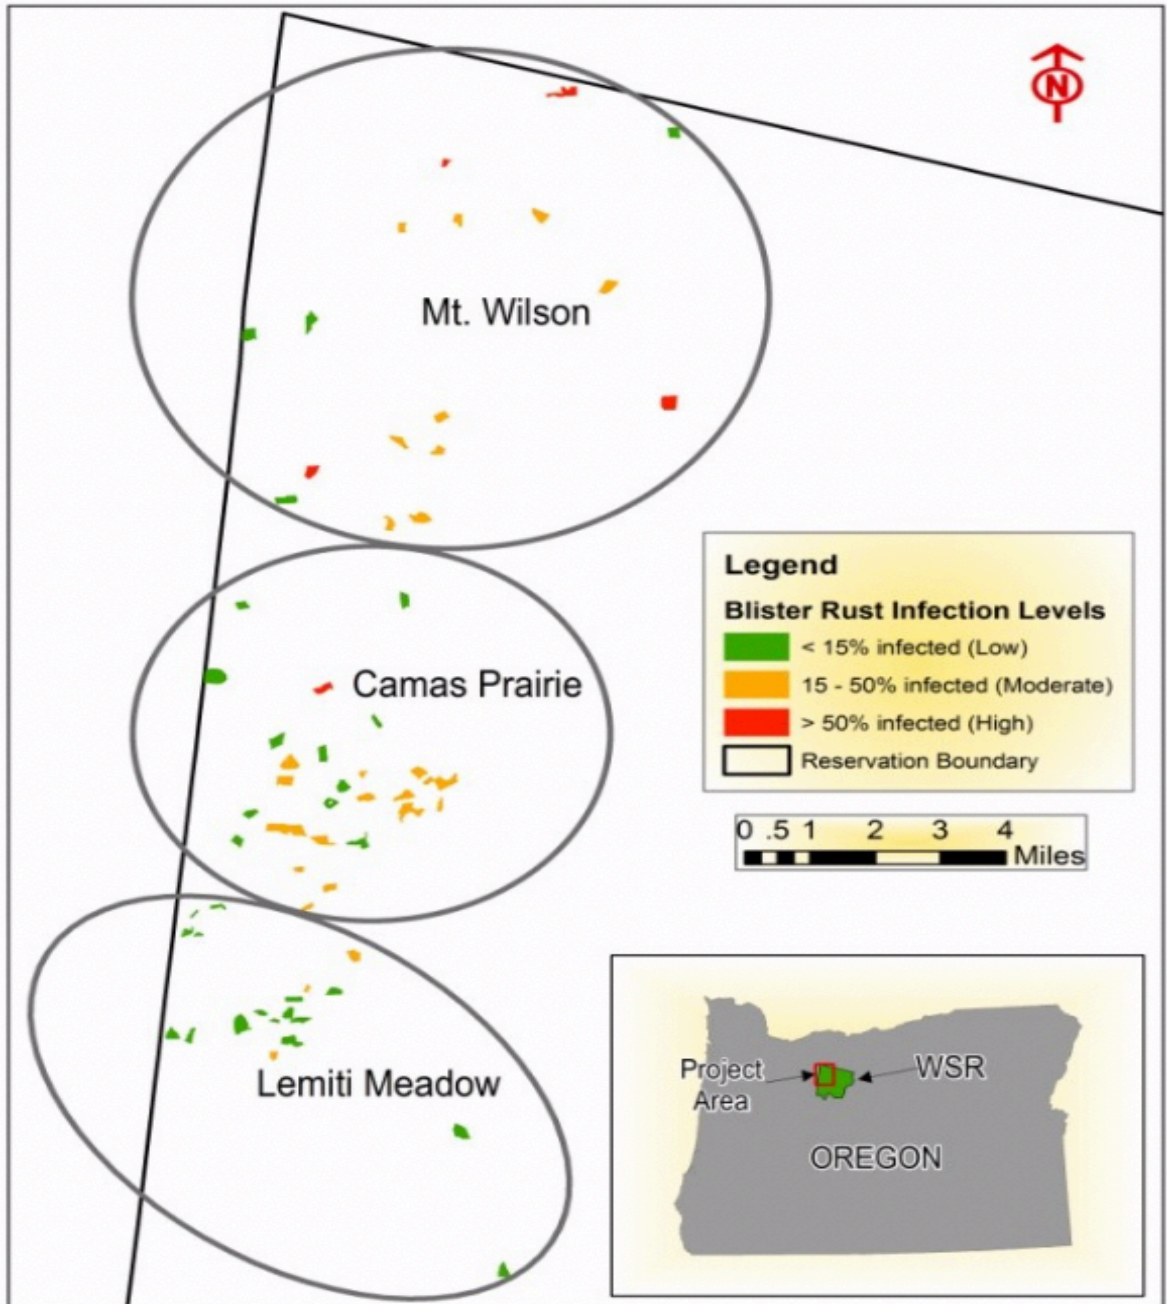 N
Mt. Wilson
Legend
Blister Rust Infection Levels
< 15% infected (Low)
15 - 50% infected (Moderate)
> 50% infected (High)
Reservation Boundary
Camas Prairie
0 .5 1 2 3 4
Miles
Lemiti Meadow
Project
Area
WSR
OREGON